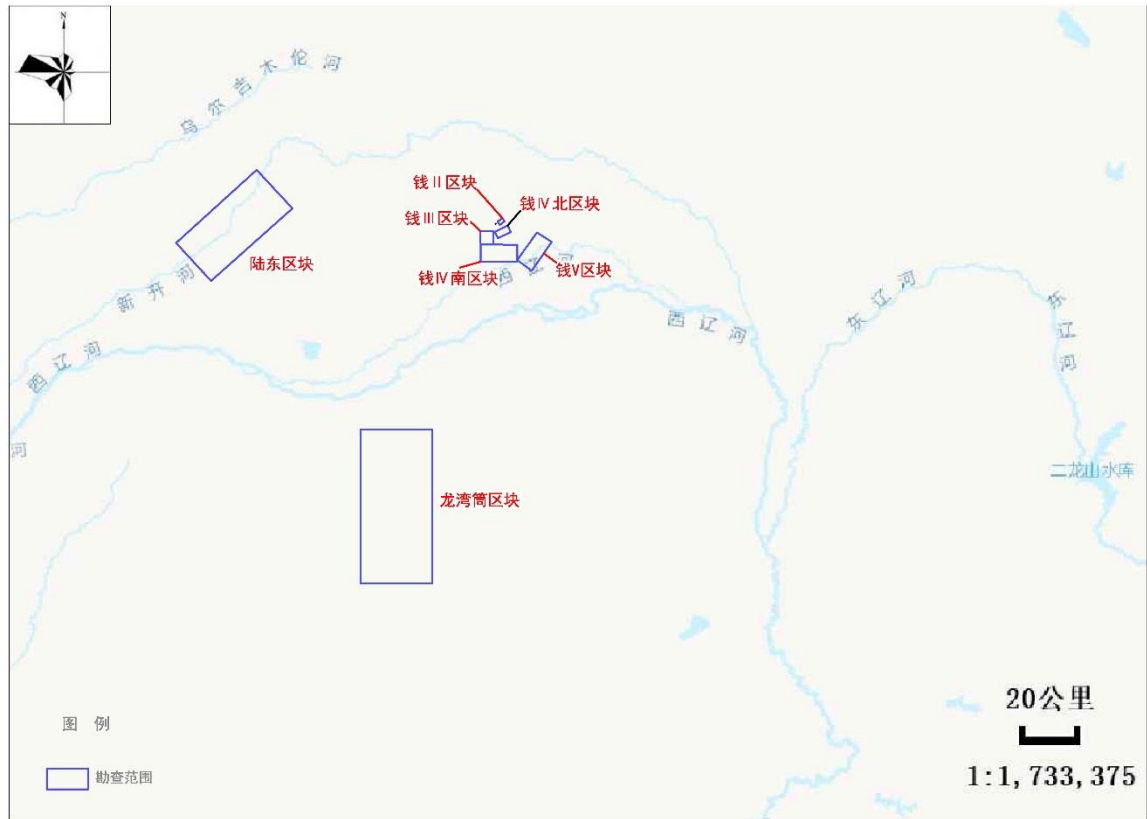 N
乌尔吉木伦河
钱Ⅱ区块
钱Ⅳ北区块
钱Ⅲ区块
陆东区块
钱Ⅳ南区块
西辽河
钱Ⅴ区块
新开河
西辽河
东辽河
东辽河
西辽河
河
二龙山水库
龙湾筒区块
20公里
1:1,733,375
图 例
勘查范围